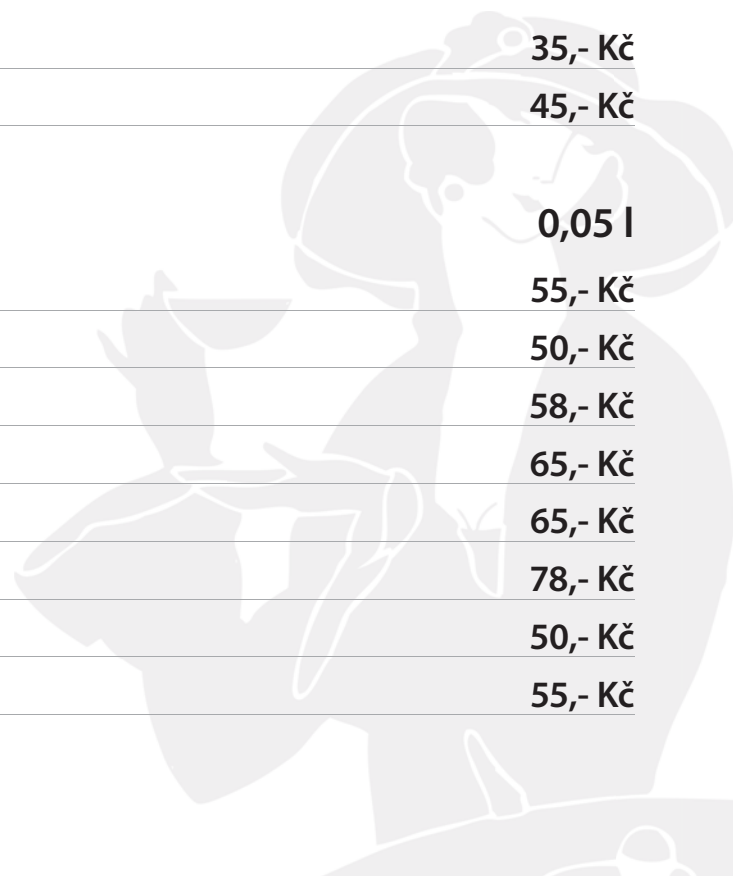 35,- Kč
45,- Kč
0,05 l
55,- Kč
50,- Kč
58,- Kč
65,- Kč
65,- Kč
78,- Kč
50,- Kč
55,- Kč